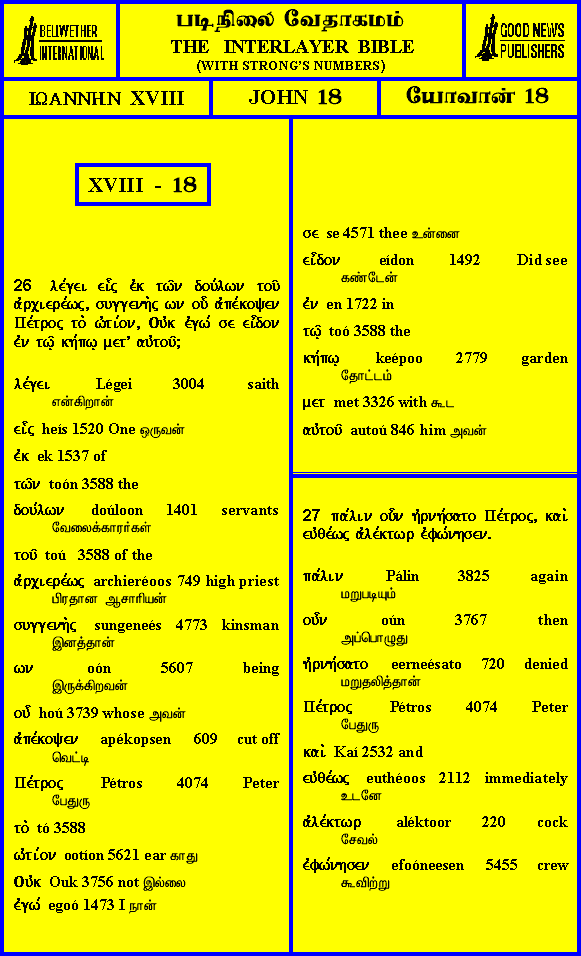 BELLWETHER
INTERNATIONAL
படிநிலை வேதாகமம்
THE INTERLAYER BIBLE
(WITH STRONG'S NUMBERS)
GOOD NEWS
PUBLISHERS
ΙΩΑΝΝΗΝ XVIII
JOHN 18
யோவான் 18
XVIII - 18
26 λέγει εἷς ἐκ τῶν δούλων τοῦ
ἀρχιερέως, συγγενὴς ων οὗ ἀπέκοψεν
Πέτρος τὸ ὠτίον, Οὐκ ἐγώ σε εἶδον
ἐν τῷ κήπῳ μετ’ αὐτοῦ;
λέγει Légei 3004 saith
என்கிறான்
εἷς heís 1520 One ஒருவன்
ἐκ ek 1537 of
τῶν toón 3588 the
δούλων doúloon 1401 servants
வேலைக்காரர்கள்
τοῦ toú 3588 of the
ἀρχιερέως archieréoos 749 high priest
பிரதான ஆசாரியன்
συγγενὴς sungeneés 4773 kinsman
இனத்தான்
ων oón 5607 being
இருக்கிறவன்
οὗ hoú 3739 whose அவன்
ἀπέκοψεν apékopsen 609 cut off
வெட்டி
Πέτρος Pétros 4074 Peter
பேதுரு
τὸ tó 3588
ὠτίον ootíon 5621 ear காது
Οὐκ Ouk 3756 not இல்லை
ἐγώ egoó 1473 I நான்
σε se 4571 thee உன்னை
εἶδον eídon 1492 Did see
கண்டேன்
ἐν en 1722 in
τῷ toó 3588 the
κήπῳ keépoo 2779 garden
தோட்டம்
μετ met 3326 with கூட
αὐτοῦ autoú 846 him அவன்
27 πάλιν οὖν ἠρνήσατο Πέτρος, καὶ
εὐθέως ἀλέκτωρ ἐφώνησεν.
πάλιν Pálin 3825 again
மறுபடியும்
οὖν oún 3767 then
அப்பொழுது
ἠρνήσατο eerneésato 720 denied
மறுதலித்தான்
Πέτρος Pétros 4074 Peter
பேதுரு
καὶ Kaí 2532 and
εὐθέως euthéoos 2112 immediately
உடனே
ἀλέκτωρ aléktoor 220 cock
சேவல்
ἐφώνησεν efoóneesen 5455 crew
கூவிற்று